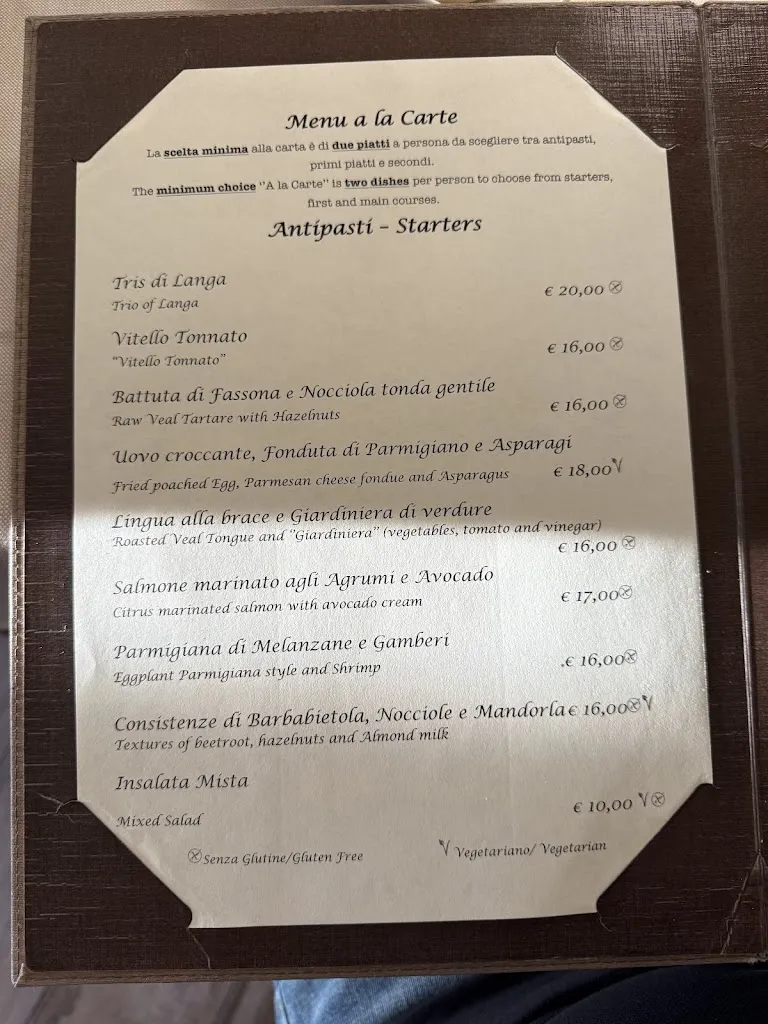 Menu a la Carte
La scelta minima alla carta è di due piatti a persona da scegliere tra antipasti,
primi piatti e secondi.
The minimum choice "A la Carte" is two dishes per person to choose from starters,
first and main courses.
Antipasti - Starters
Tris di Langa
€ 20,00
Trio of Langa
Vitello Tonnato
€ 16,00
"Vitello Tonnato"
Battuta di Fassona e Nocciola tonda gentile
€ 16,00
Raw Veal Tartare with Hazelnuts
Uovo croccante, Fonduta di Parmigiano e Asparagi
Fried poached Egg, Parmesan cheese fondue and Asparagus € 18,00
Lingua alla brace e Giardiniera di verdure
Roasted Veal Tongue and "Giardiniera" (vegetables, tomato and vinegar)
€ 16,00
Salmone marinato agli Agrumi e Avocado
€ 17,00
Citrus marinated salmon with avocado cream
Parmigiana di Melanzane e Gamberi
.€ 16,00
Eggplant Parmigiana style and Shrimp
Consistenze di Barbabietola, Nocciole e Mandorla€ 16,00
Textures of beetroot, hazelnuts and Almond milk
Insalata Mista
€ 10,00
Mixed Salad
Senza Glutine/Gluten Free
Vegetariano/ Vegetarian